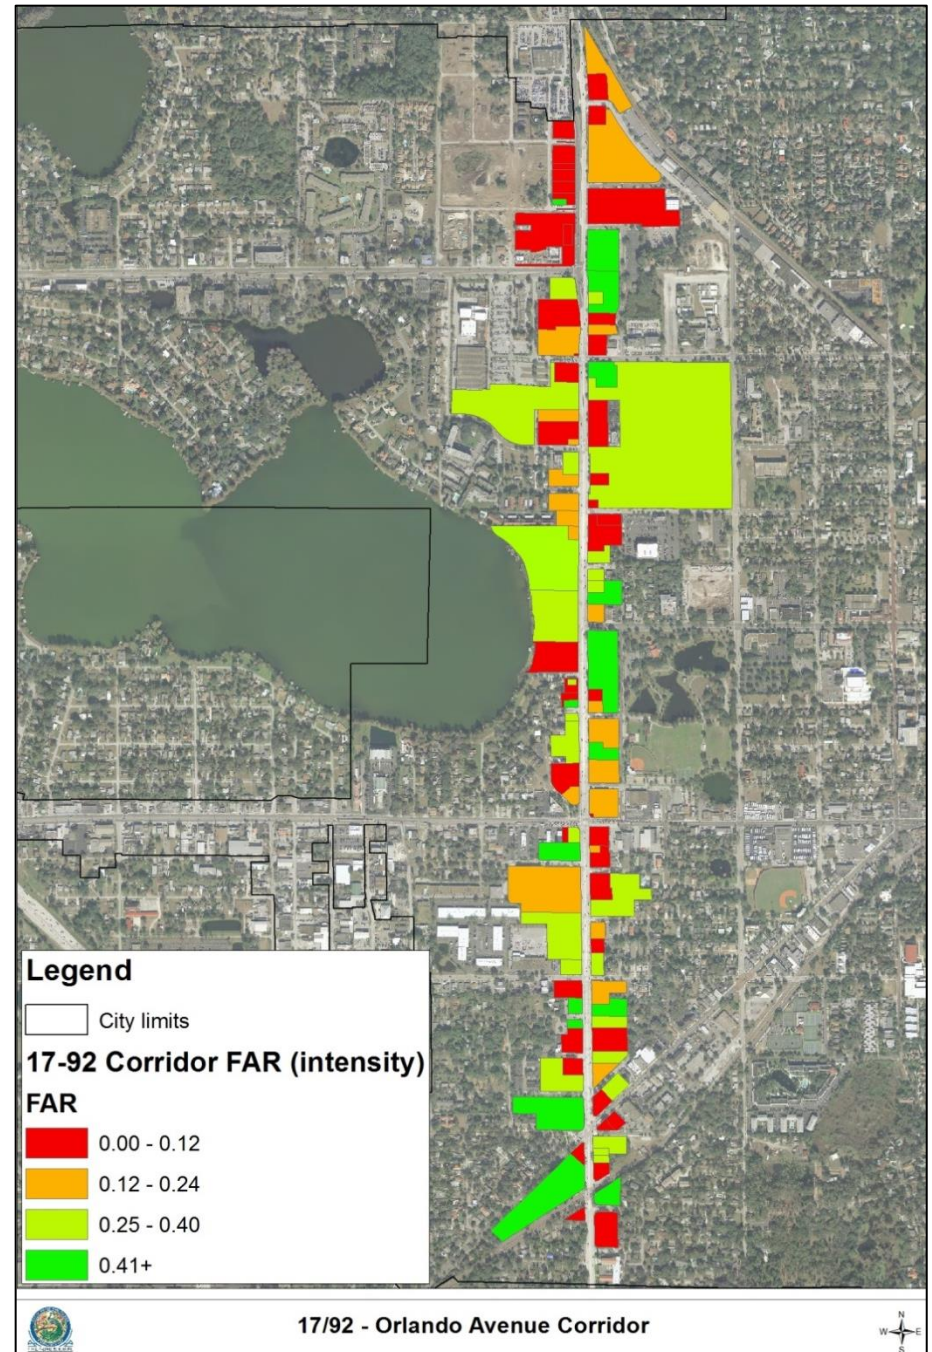 Legend
City limits
17-92 Corridor FAR (intensity)
FAR
0.00 - 0.12
0.12 - 0.24
0.25 - 0.40
0.41+
17/92 - Orlando Avenue Corridor
N
W E
S